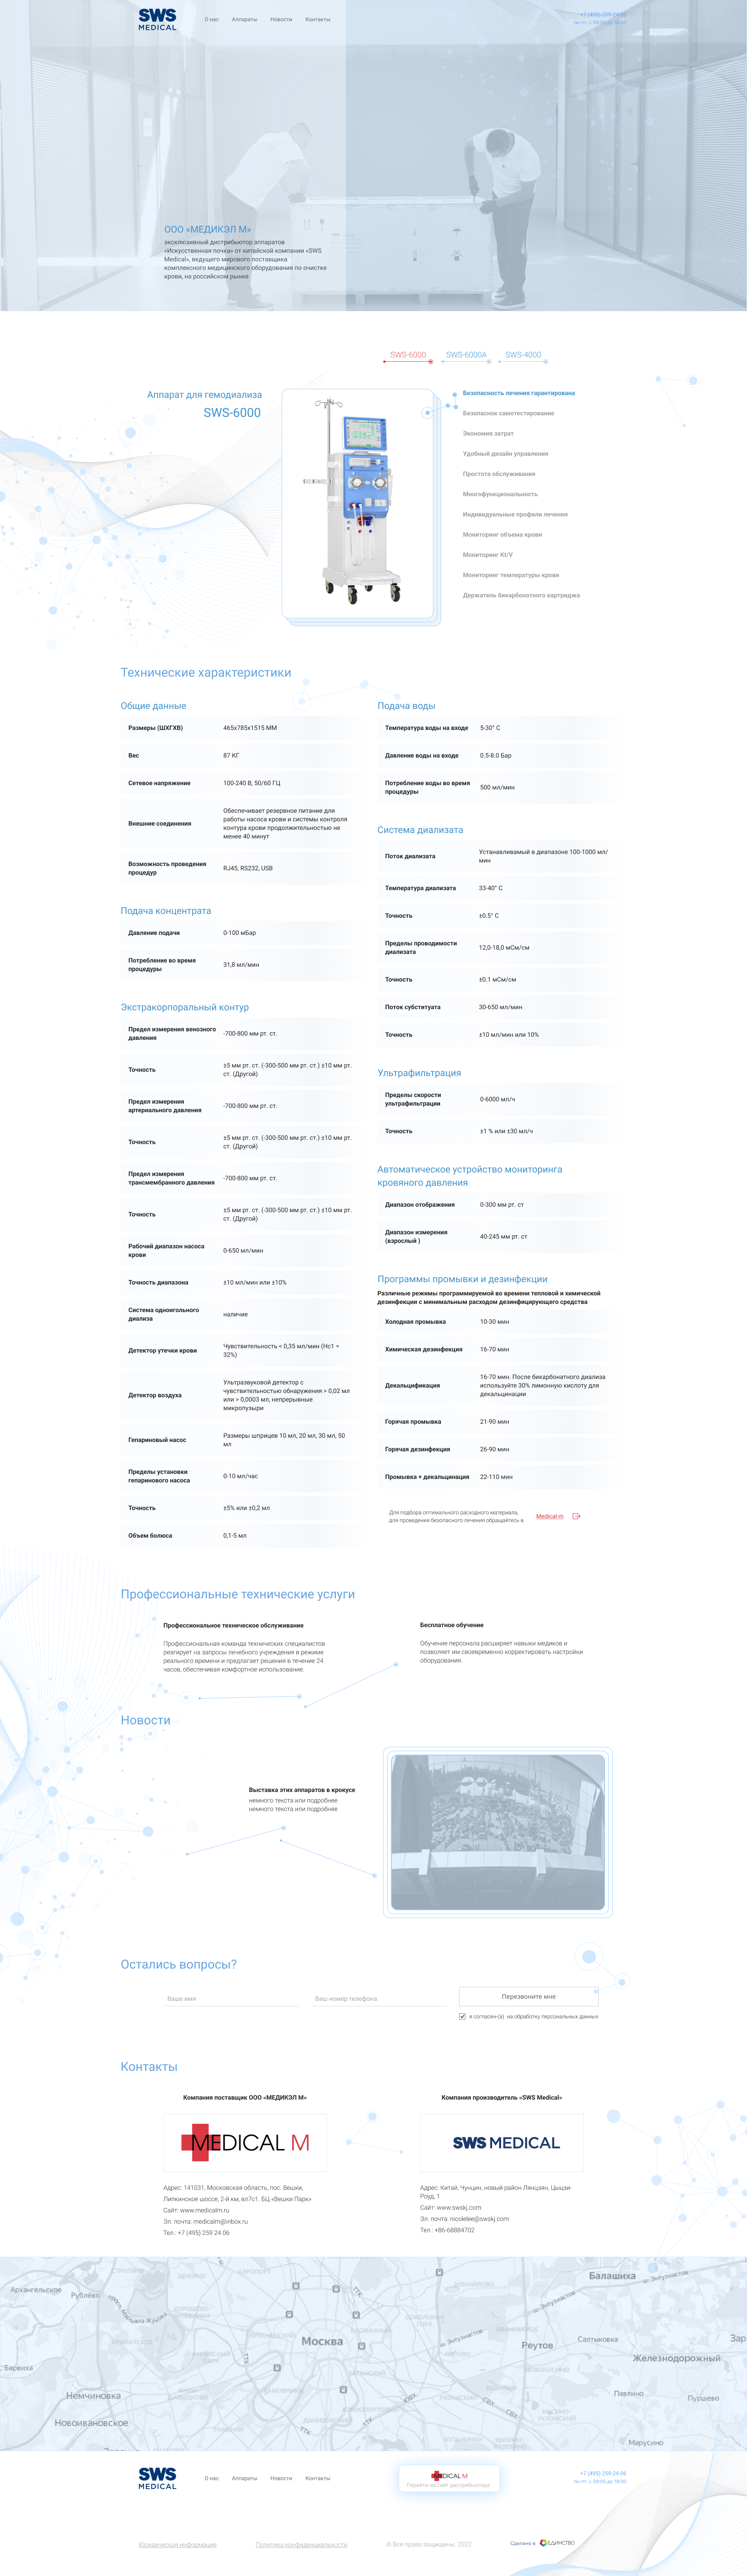 SWS
MEDICAL
О нас
Аппараты
Новости
Контакты
+7 (495) 259-24-06
пн-пт: с 09:00 до 18:00
ООО «МЕДИКЭЛ М»
эксклюзивный дистрибьютор аппаратов
«Искусственная почка» от китайской компании «SWS
Medical», ведущего мирового поставщика
комплексного медицинского оборудования по очистке
крови, на российском рынке
SWS-6000
SWS-6000A
SWS-4000
Аппарат для гемодиализа
SWS-6000
Безопасность лечения гарантирована
Безопасное самотестирование
Экономия затрат
Удобный дизайн управления
Простота обслуживания
Многофункциональность
Индивидуальные профили лечения
Мониторинг объема крови
Мониторинг Kt/V
Мониторинг температуры крови
Держатель бикарбонатного картриджа
Технические характеристики
Общие данные
Размеры (ШХГХВ)
465x785x1515 ММ
Вес
87 КГ
Сетевое напряжение
100-240 В, 50/60 ГЦ
Внешние соединения
Обеспечивает резервное питание для
работы насоса крови и системы контроля
контура крови продолжительностью не
менее 40 минут
Возможность проведения
процедур
RJ45, RS232, USB
Подача концентрата
Давление подачи
0-100 мБар
Потребление во время
процедуры
31,8 мл/мин
Экстракорпоральный контур
Предел измерения венозного
давления
-700-800 мм рт. ст.
Точность
±5 мм рт. ст. (-300-500 мм рт. ст.) ±10 мм рт.
ст. (Другой)
Предел измерения
артериального давления
-700-800 мм рт. ст.
Точность
±5 мм рт. ст. (-300-500 мм рт. ст.) ±10 мм рт.
ст. (Другой)
Предел измерения
трансмембранного давления
-700-800 мм рт. ст.
Точность
±5 мм рт. ст. (-300-500 мм рт. ст.) ±10 мм рт.
ст. (Другой)
Рабочий диапазон насоса
крови
0-650 мл/мин
Точность диапазона
±10 мл/мин или ±10%
Система одноигольного
диализа
наличие
Детектор утечки крови
Чувствительность < 0,35 мл/мин (Hc1 =
32%)
Детектор воздуха
Ультразвуковой детектор с
чувствительностью обнаружения > 0,02 мл
или > 0,0003 мл, непрерывные
микропузыри
Гепариновый насос
Размеры шприцев 10 мл, 20 мл, 30 мл, 50
мл
Пределы установки
гепаринового насоса
0-10 мл/час
Точность
±5% или ±0,2 мл
Объем болюса
0,1-5 мл
Подача воды
Температура воды на входе
5-30° С
Давление воды на входе
0.5-8.0 Бар
Потребление воды во время
процедуры
500 мл/мин
Система диализата
Поток диализата
Устанавливамый в диапазоне 100-1000 мл/
мин
Температура диализата
33-40° С
Точность
±0.5° С
Пределы проводимости
диализата
12,0-18,0 мСм/см
Точность
±0.1 мСм/см
Поток субституата
30-650 мл/мин
Точность
±10 мл/мин или 10%
Ультрафильтрация
Пределы скорости
ультрафильтрации
0-6000 мл/ч
Точность
±1 % или ±30 мл/ч
Автоматическое устройство мониторинга
кровяного давления
Диапазон отображения
0-300 мм рт. ст
Диапазон измерения
(взрослый )
40-245 мм рт. ст
Программы промывки и дезинфекции
Различные режимы программируемой во времени тепловой и химической
дезинфекции с минимальным расходом дезинфицирующего средства
Холодная промывка
10-30 мин
Химическая дезинфекция
16-70 мин
Декальцификация
16-70 мин. После бикарбонатного диализа
используйте 30% лимонную кислоту для
декальцинации
Горячая промывка
21-90 мин
Горячая дезинфекция
26-90 мин
Промывка + декальцинация
22-110 мин
Для подбора оптимального расходного материала,
для проведения безопасного лечения обращайтесь в
Medical-m
Профессиональные технические услуги
Профессиональное техническое обслуживание
Профессиональная команда технических специалистов
реагирует на запросы лечебного учреждения в режиме
реального времени и предлагает решения в течение 24
часов, обеспечивая комфортное использование.
Бесплатное обучение
Обучение персонала расширяет навыки медиков и
позволяет им своевременно корректировать настройки
оборудования.
Новости
Выставка этих аппаратов в крокусе
немного текста или подробнее
немного текста или подробнее
Остались вопросы?
Ваше имя
Ваш номер телефона
Перезвоните мне
я согласен-(а) на обработку персональных данных
Контакты
Компания поставщик ООО «МЕДИКЭЛ М»
MEDICAL M
Адрес: 141031, Московская область, пос. Вешки,
Липкинское шоссе, 2-й км, вл7с1. БЦ «Вешки Парк»
Сайт: www.medicalm.ru
Эл. почта: medicalm@inbox.ru
Тел.: +7 (495) 259 24 06
Компания производитель «SWS Medical»
SWS MEDICAL
Адрес: Китай, Чунцин, новый район Лянцзян, Цыцзи-
Роуд, 1
Сайт: www.swskj.com
Эл. почта: nicolelee@swskj.com
Тел.: +86-68884702
Архангельское
Рублёво
Барвиха
Немчиновка
Новоивановское
Москва
Балашиха
ш. Энтузиастов
ш. Энтузиастов
ш. Энтузиастов
Реутов
Салтыковка
Железнодорожный
Павлино
Пуршево
Марусино
ТТК
ТТК
ТТК
ТТК
ЮВХ
СВХ
СВХ
SWS
MEDICAL
О нас
Аппараты
Новости
Контакты
MEDICAL M
Перейти на сайт дистрибьютора
+7 (495) 259-24-06
пн-пт: с 09:00 до 18:00
Юридическая информация
Политика конфиденциальности
© Все права защищены. 2022
Сделано в ЕДИНСТВО